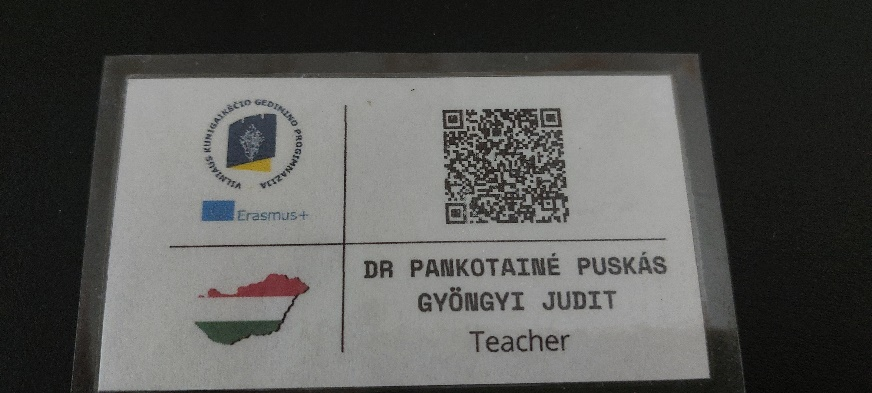 VILNIAUS KUNIGAIKŠČIO GEDIMINO PROGIMNAZIJA
Erasmus+
DR PANKOTAINÉ PUSKÁS
GYÖNGYI JUDIT
Teacher